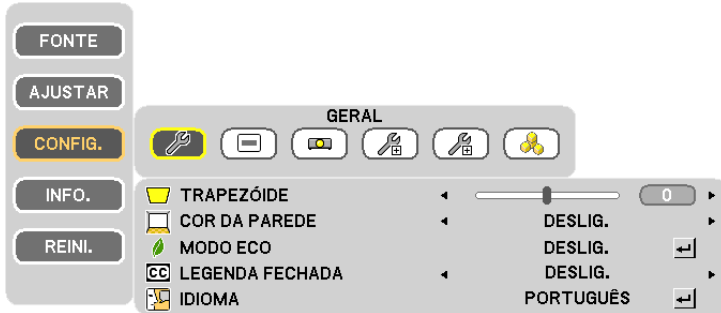 FONTE
AJUSTAR
CONFIG.
INFO.
REINI.
GERAL
TRAPEZÓIDE 0
COR DA PAREDE DESLIG.
MODO ECO
CC LEGENDA FECHADA DESLIG.
IDIOMA PORTUGUÊS